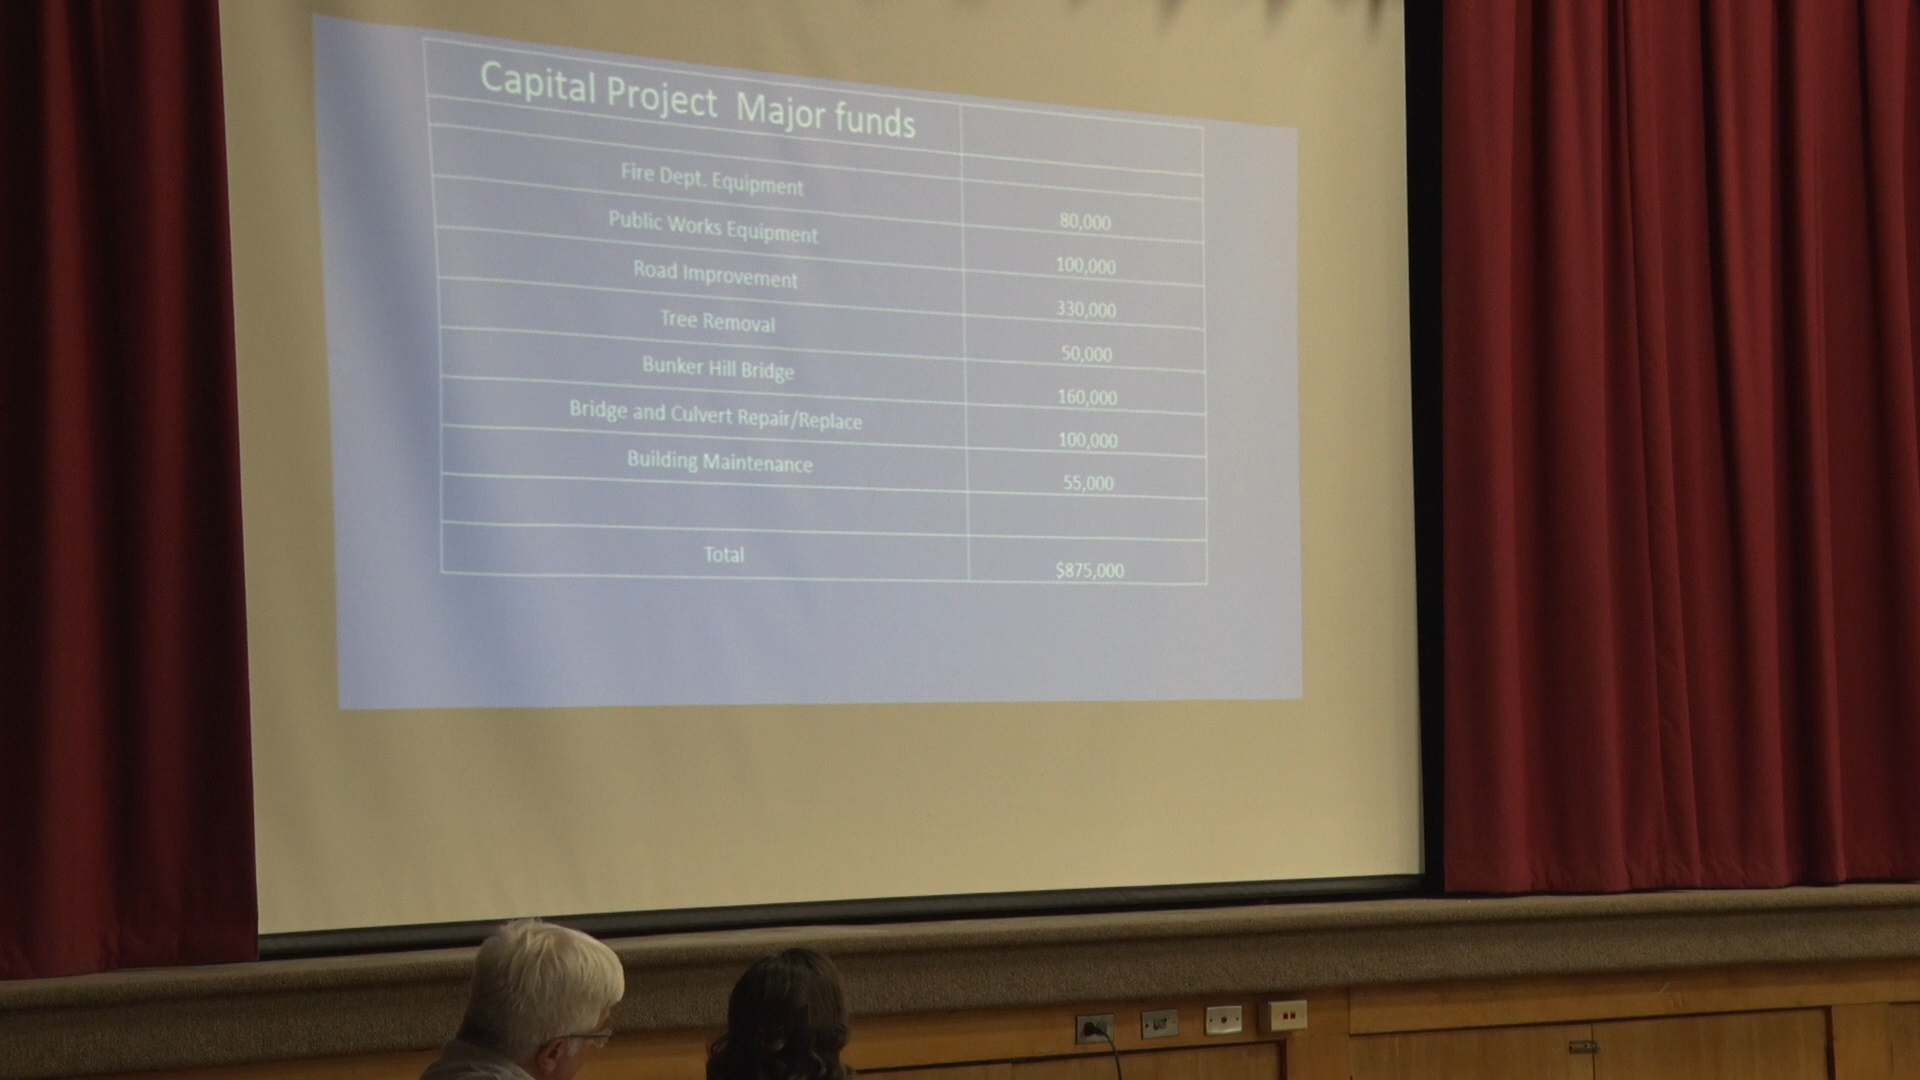 Capital Project Major funds
Fire Dept. Equipment 80,000
Public Works Equipment 100,000
Road Improvement 330,000
Tree Removal 50,000
Bunker Hill Bridge 160,000
Bridge and Culvert Repair/Replace 100,000
Building Maintenance 55,000
Total $875,000